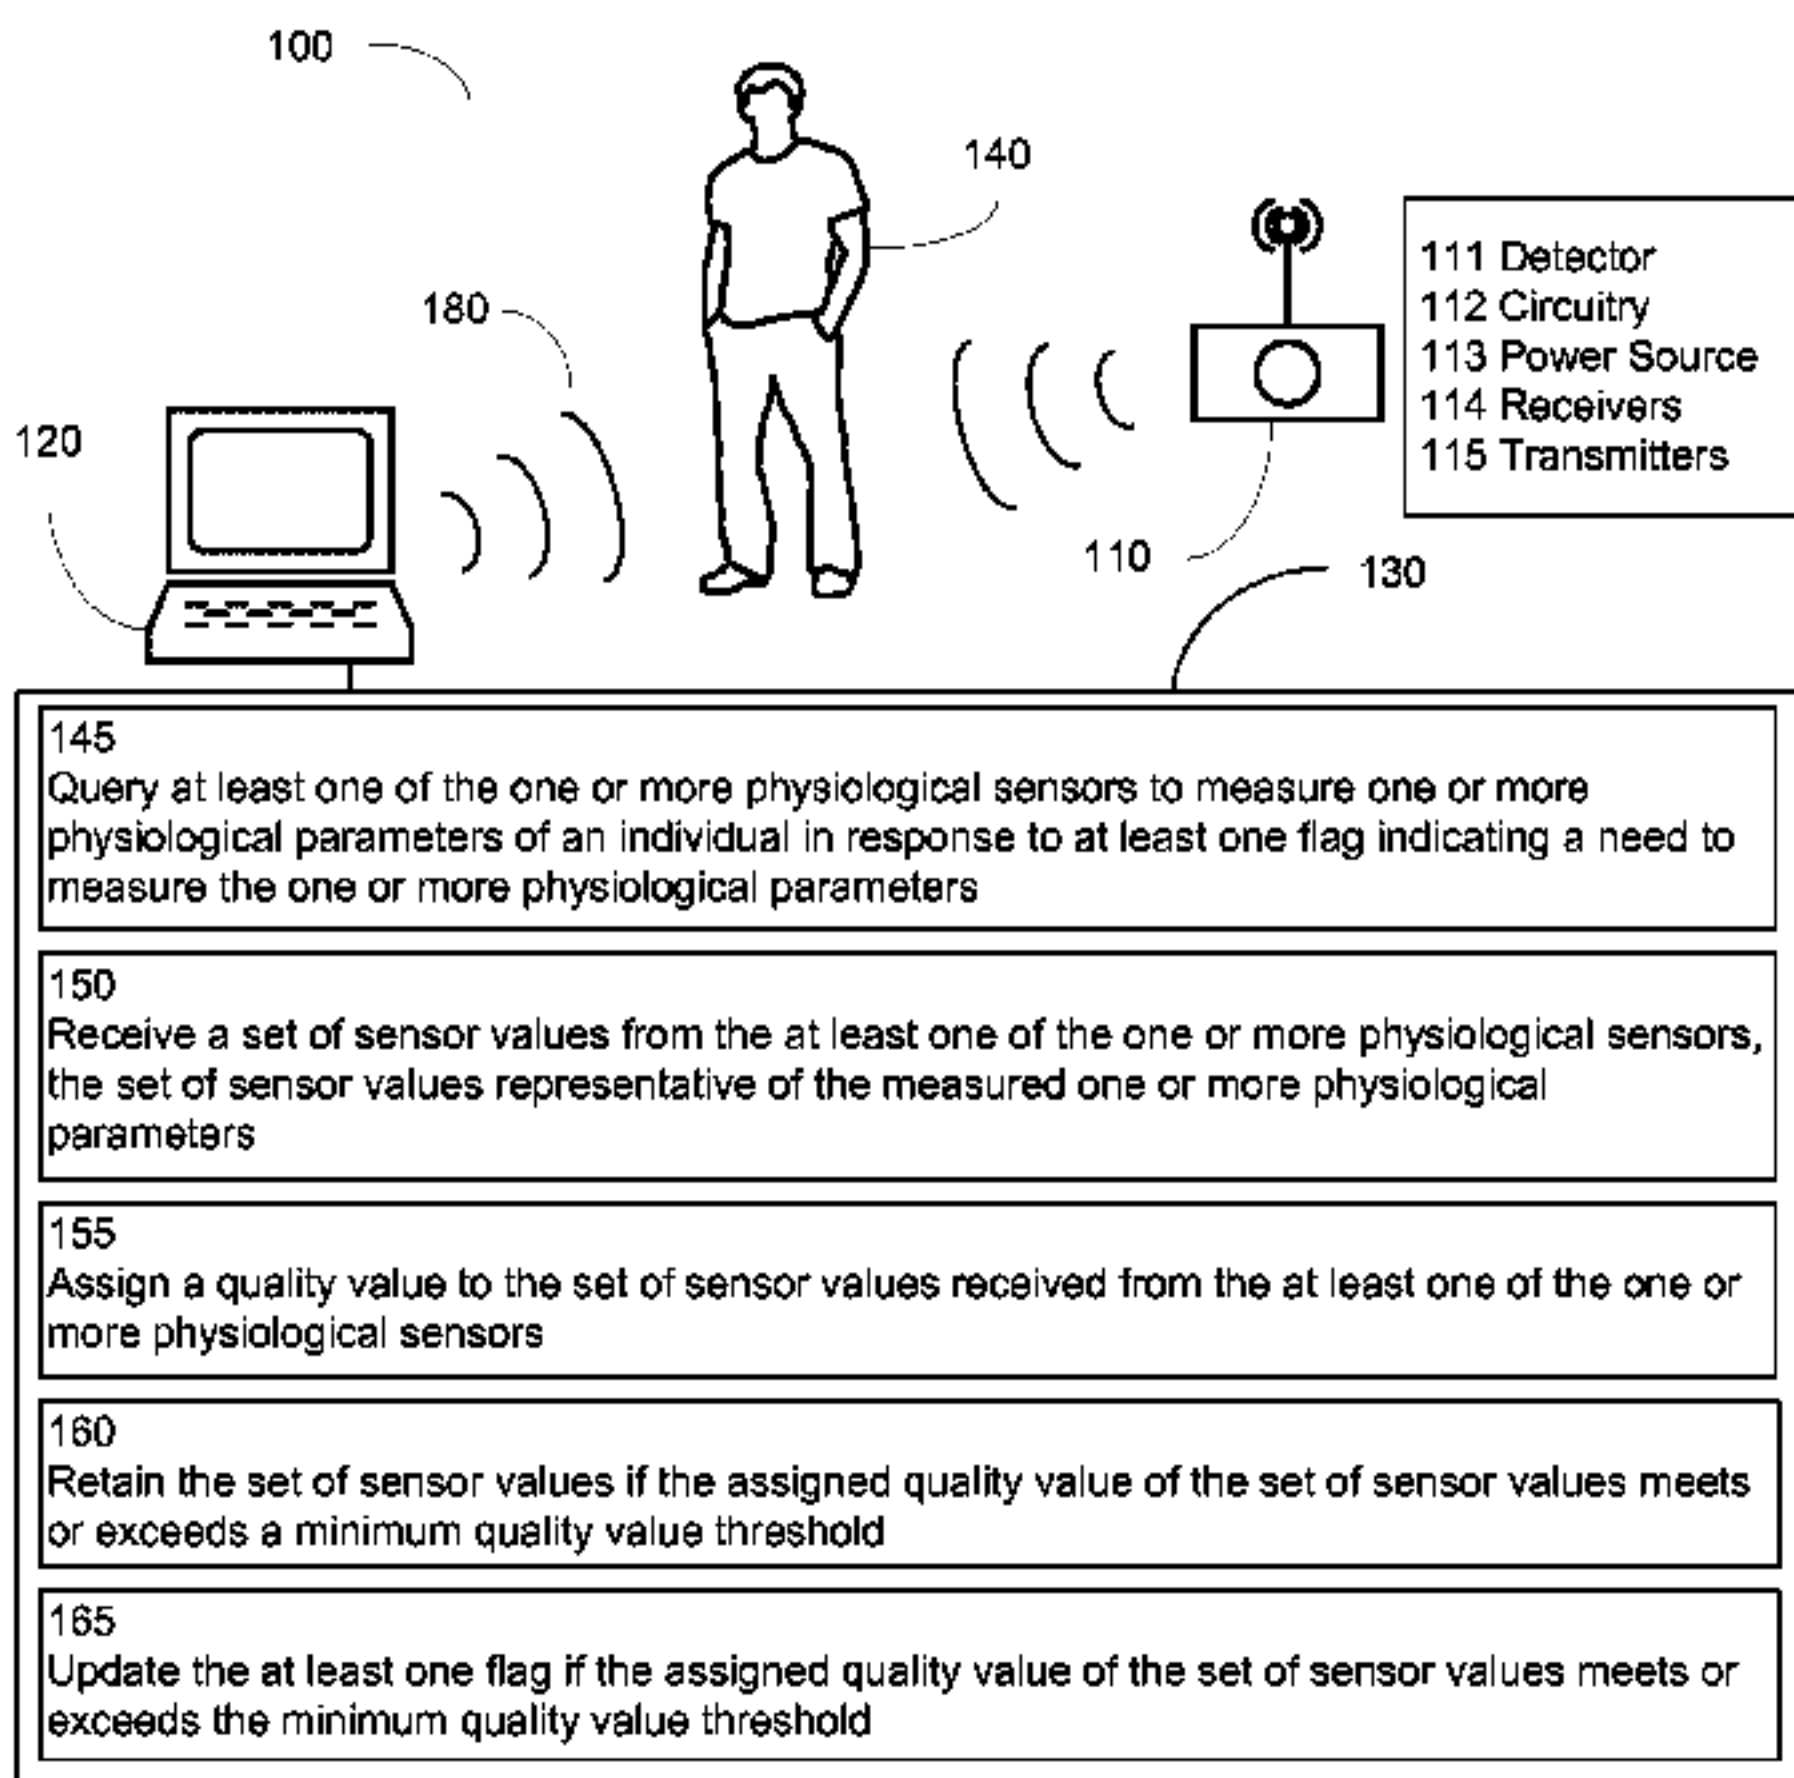 100
140
180
120
111 Detector
112 Circuitry
113 Power Source
114 Receivers
115 Transmitters
110
130
145
Query at least one of the one or more physiological sensors to measure one or more
physiological parameters of an individual in response to at least one flag indicating a need to
measure the one or more physiological parameters
150
Receive a set of sensor values from the at least one of the one or more physiological sensors,
the set of sensor values representative of the measured one or more physiological
parameters
155
Assign a quality value to the set of sensor values received from the at least one of the one or
more physiological sensors
160
Retain the set of sensor values if the assigned quality value of the set of sensor values meets
or exceeds a minimum quality value threshold
165
Update the at least one flag if the assigned quality value of the set of sensor values meets or
exceeds the minimum quality value threshold